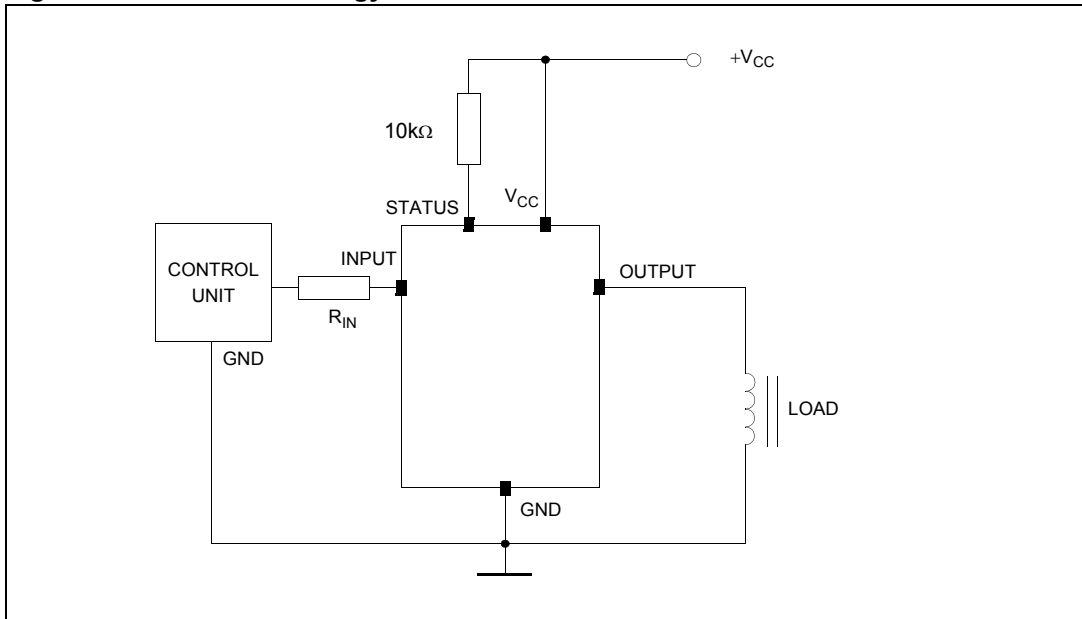 +VCC
10kΩ
STATUS
VCC
INPUT
OUTPUT
CONTROL
UNIT
RIN
GND
LOAD
GND